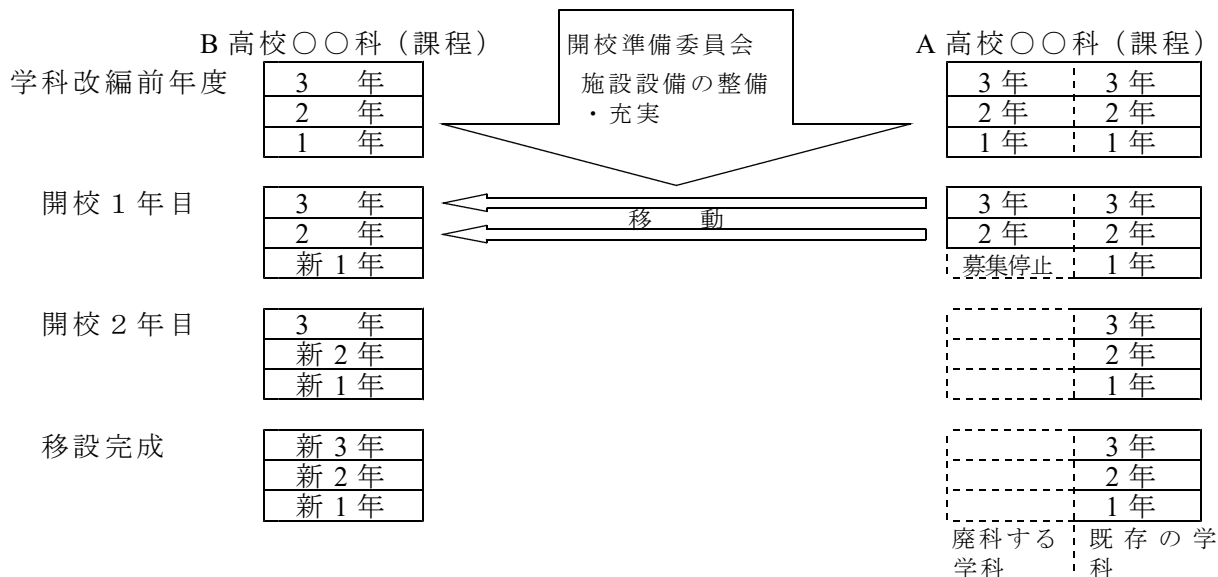 B 高校○○科（課程）
開校準備委員会
A 高校○○科（課程）
学科改編前年度
3 年
2 年
1 年
施設設備の整備
・充実
3 年 3 年
2 年 2 年
1 年 1 年
開校１年目
3 年
2 年
新 1 年
移 動
3 年 3 年
2 年 2 年
募集停止 1 年
開校２年目
3 年
新 2 年
新 1 年
3 年
2 年
1 年
移設完成
新 3 年
新 2 年
新 1 年
3 年
2 年
1 年
廃科する
学科
既存の学
科